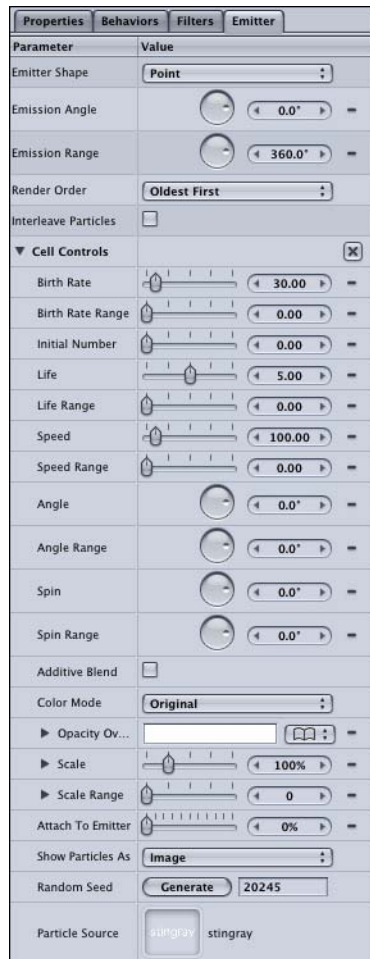 Properties Behaviors Filters Emitter
Parameter Value
Emitter Shape Point
Emission Angle 0.0°
Emission Range 360.0°
Render Order Oldest First
Interleave Particles
Cell Controls
Birth Rate 30.00
Birth Rate Range 0.00
Initial Number 0.00
Life 5.00
Life Range 0.00
Speed 100.00
Speed Range 0.00
Angle 0.0°
Angle Range 0.0°
Spin 0.0°
Spin Range 0.0°
Additive Blend
Color Mode Original
Opacity Ov...
Scale 100%
Scale Range 0
Attach To Emitter 0%
Show Particles As Image
Random Seed Generate 20245
Particle Source stingray stingray